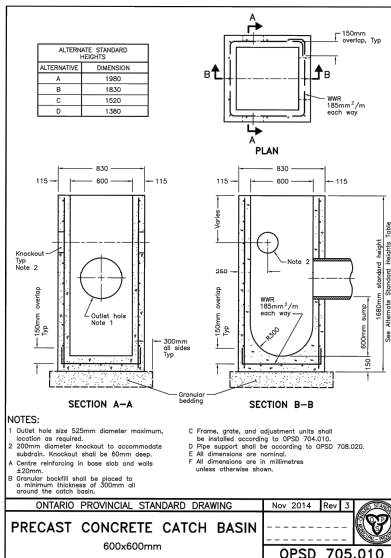 ALTERNATE STANDARD
HEIGHTS
ALTERNATIVE DIMENSION
A 1980
B 1830
C 1520
D 1380
A
150mm
overlap, Typ
B B
WWR
185mm²/m
each way
A
PLAN
830
115 600 115
Knockout
Typ
Note 2
Outlet hole
Note 1
150mm overlap
Typ
300mm
all sides
Typ
SECTION A-A
830
115 600 115
Varies
Note 2
250
WWR
185mm²/m
each way
R300
150mm overlap
Typ
600mm sump
150
1680mm standard height
See Alternate Standard Heights Table
Granular
bedding
SECTION B-B
NOTES:
1 Outlet hole size 525mm diameter maximum,
location as required.
2 200mm diameter knockout to accommodate
subdrain. Knockout shall be 60mm deep.
A Centre reinforcing in base slab and walls
±20mm.
B Granular backfill shall be placed to
a minimum thickness of 300mm all
around the catch basin.
C Frame, grate, and adjustment units shall
be installed according to OPSD 704.010.
D Pipe support shall be according to OPSD 708.020.
E All dimensions are nominal.
F All dimensions are in millimetres
unless otherwise shown.
ONTARIO PROVINCIAL STANDARD DRAWING
Nov 2014 Rev 3
PRECAST CONCRETE CATCH BASIN
600x600mm
OPSD 705.010